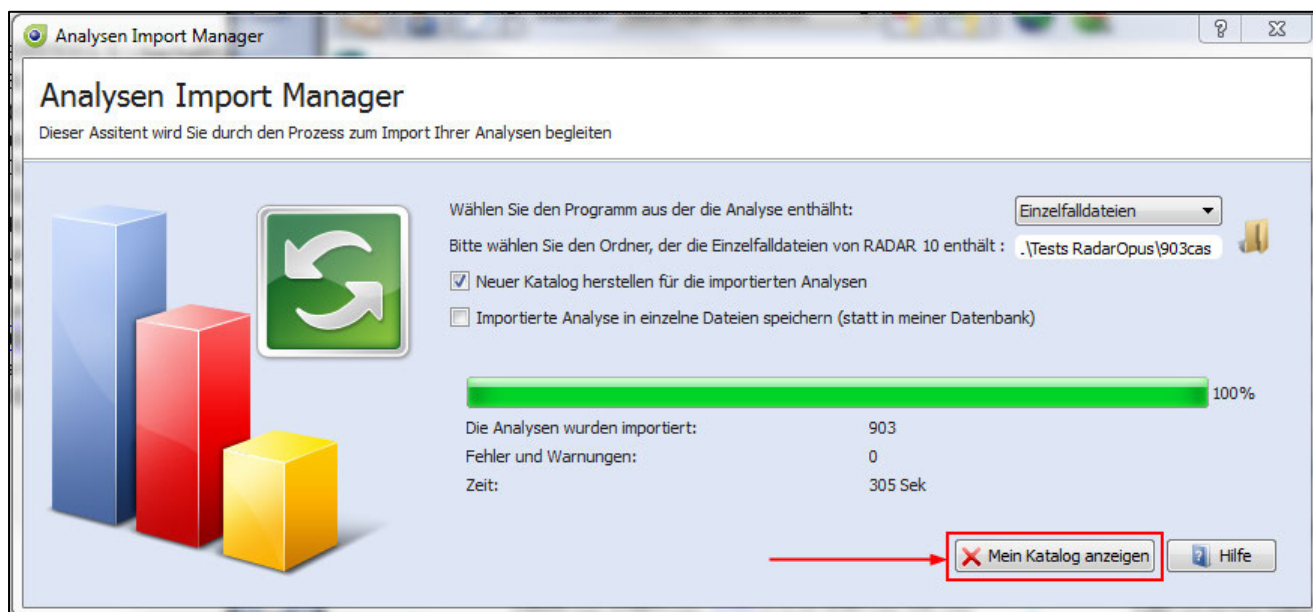 Analysen Import Manager
Analysen Import Manager
Dieser Assitent wird Sie durch den Prozess zum Import Ihrer Analysen begleiten
Wählen Sie den Programm aus der die Analyse enthälht: Einzelfalldateien
Bitte wählen Sie den Ordner, der die Einzelfalldateien von RADAR 10 enthält : .\Tests RadarOpus\903cas
Neuer Katalog herstellen für die importierten Analysen
Importierte Analyse in einzelne Dateien speichern (statt in meiner Datenbank)
100%
Die Analysen wurden importiert: 903
Fehler und Warnungen: 0
Zeit: 305 Sek
Mein Katalog anzeigen Hilfe